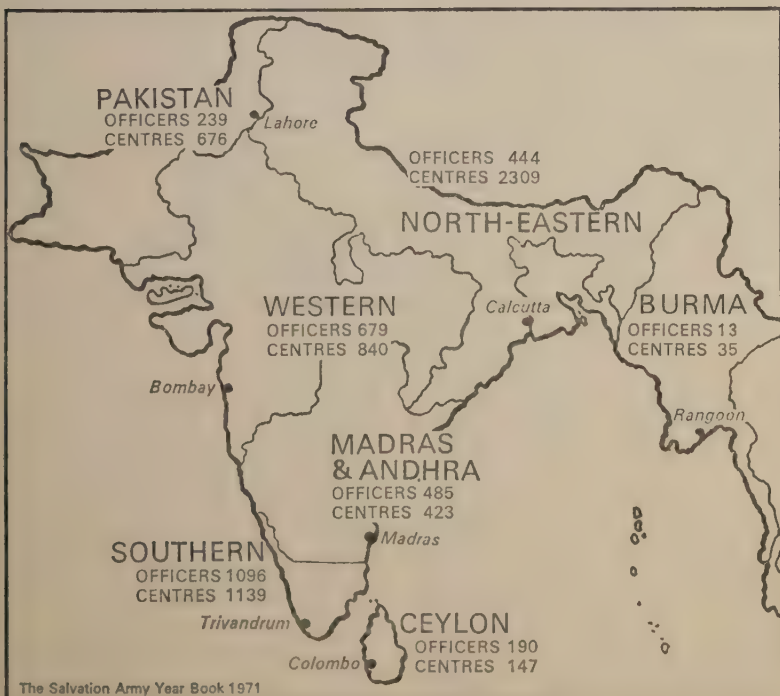 PAKISTAN
OFFICERS 239
CENTRES 676
Lahore
OFFICERS 444
CENTRES 2309
NORTH-EASTERN
WESTERN
OFFICERS 679
CENTRES 840
Calcutta
BURMA
OFFICERS 13
CENTRES 35
Bombay
Rangoon
MADRAS
& ANDHRA
OFFICERS 485
CENTRES 423
Madras
SOUTHERN
OFFICERS 1096
CENTRES 1139
Trivandrum
CEYLON
OFFICERS 190
CENTRES 147
Colombo
The Salvation Army Year Book 1971